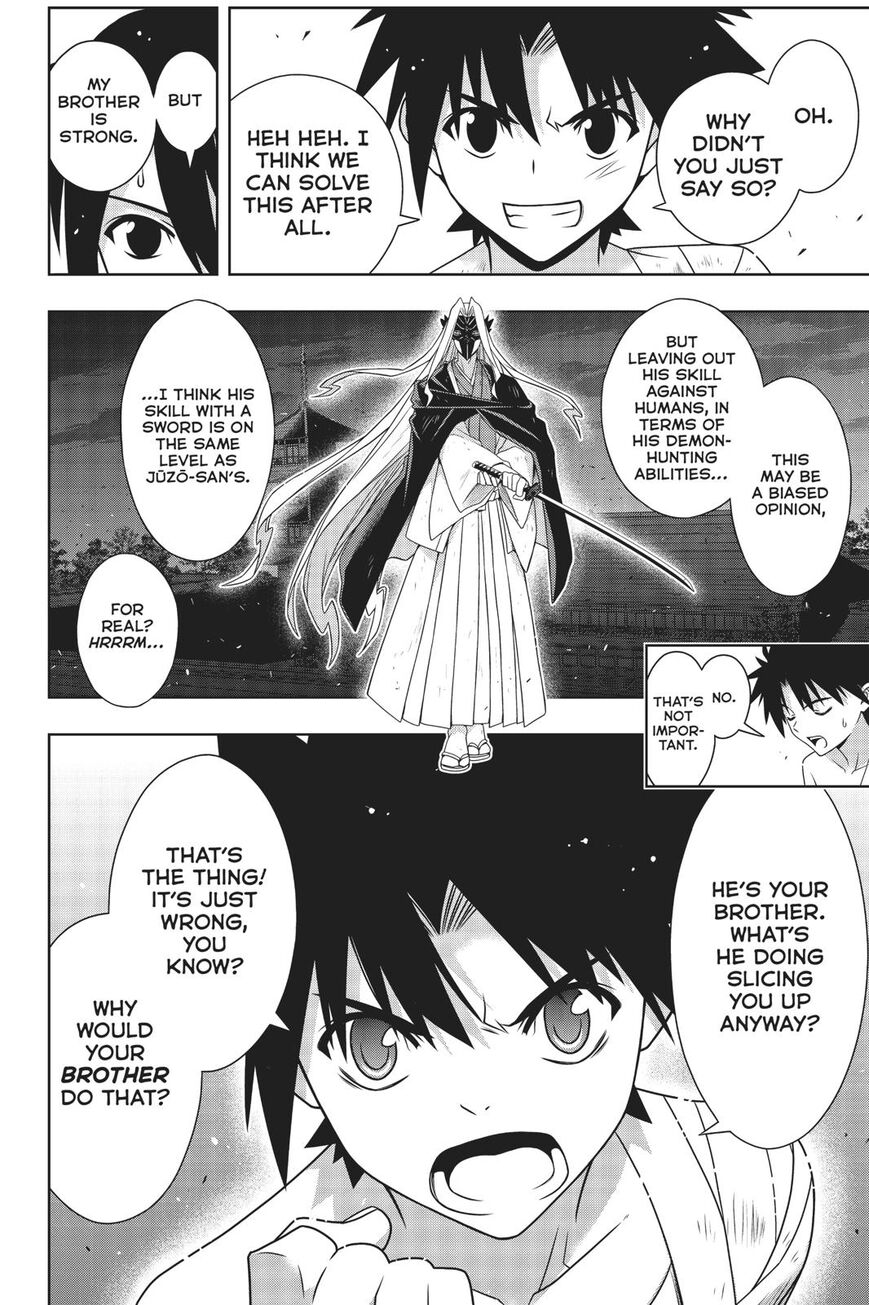 OH.
WHY
DIDN'T
YOU JUST
SAY SO?
HEH HEH. I
THINK WE
CAN SOLVE
THIS AFTER
ALL.
BUT
MY
BROTHER
IS
STRONG.
THIS
MAY BE
A BIASED
OPINION,
BUT
LEAVING OUT
HIS SKILL
AGAINST
HUMANS, IN
TERMS OF
HIS DEMON-
HUNTING
ABILITIES...
...I THINK HIS
SKILL WITH A
SWORD IS ON
THE SAME
LEVEL AS
JŪZŌ-SAN'S.
FOR
REAL?
HRRRM...
NO.
THAT'S
NOT
IMPOR-
TANT.
HE'S YOUR
BROTHER.
WHAT'S
HE DOING
SLICING
YOU UP
ANYWAY?
THAT'S
THE THING!
IT'S JUST
WRONG,
YOU
KNOW?
WHY
WOULD
YOUR
BROTHER
DO THAT?